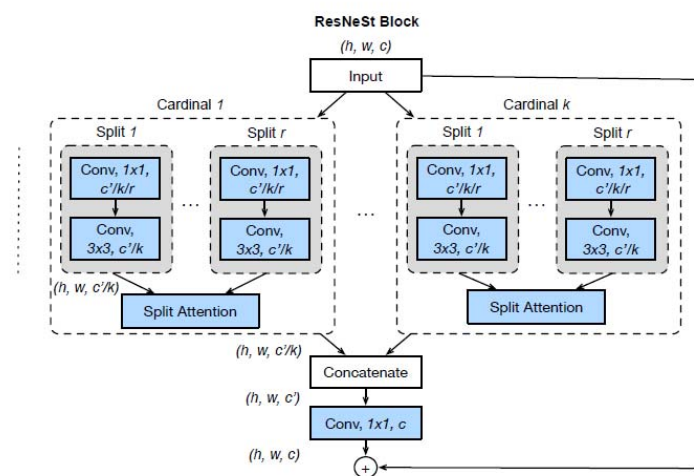 ResNeSt Block
(h, w, c)
Input
Cardinal 1
Cardinal k
Split 1
Split r
Split 1
Split r
Conv, 1x1,
c'/k/r
Conv, 1x1,
c'/k/r
Conv, 1x1,
c'/k/r
Conv, 1x1,
c'/k/r
...
...
...
Conv,
3x3, c'/k
Conv,
3x3, c'/k
Conv,
3x3, c'/k
Conv,
3x3, c'/k
(h, w, c'/k)
Split Attention
Split Attention
(h, w, c'/k)
Concatenate
(h, w, c')
Conv, 1x1, c
(h, w, c)
+